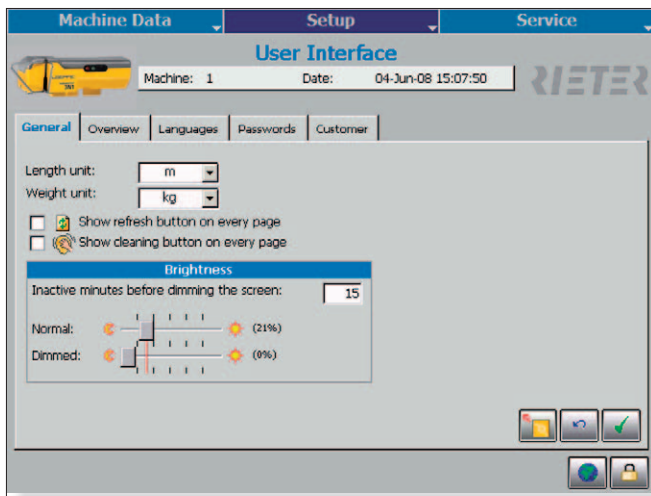 Machine Data Setup Service
User Interface
Machine: 1 Date: 04-Jun-08 15:07:50
RIETER
General Overview Languages Passwords Customer
Length unit: m
Weight unit: kg
Show refresh button on every page
Show cleaning button on every page
Brightness
Inactive minutes before dimming the screen: 15
Normal: (21%)
Dimmed: (0%)